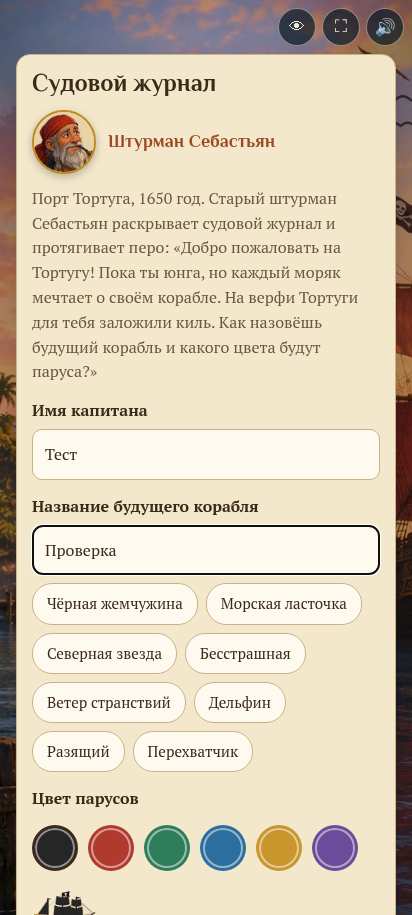 Судовой журнал
Штурман Себастьян
Порт Тортуга, 1650 год. Старый штурман
Себастьян раскрывает судовой журнал и
протягивает перо: «Добро пожаловать на
Тортугу! Пока ты юнга, но каждый моряк
мечтает о своём корабле. На верфи Тортуги
для тебя заложили киль. Как назовёшь
будущий корабль и какого цвета будут
паруса?»
Имя капитана
Тест
Название будущего корабля
Проверка
Чёрная жемчужина
Морская ласточка
Северная звезда
Бесстрашная
Ветер странствий
Дельфин
Разящий
Перехватчик
Цвет парусов